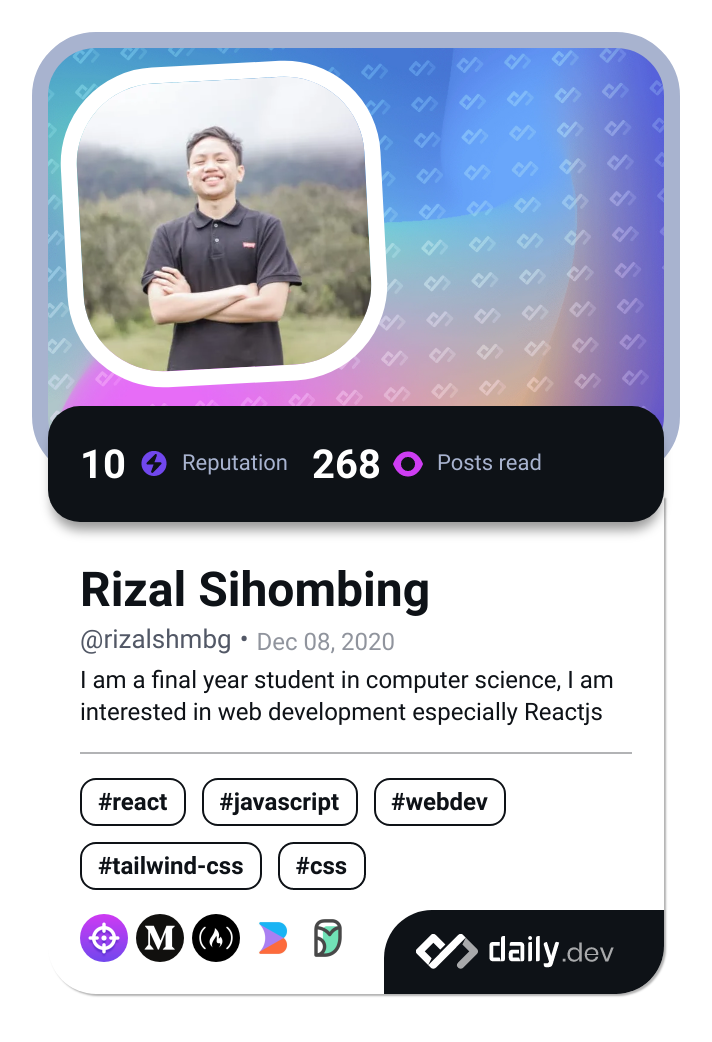 10 Reputation 268 Posts read
Rizal Sihombing
@rizalshmbg • Dec 08, 2020
I am a final year student in computer science, I am
interested in web development especially Reactjs
#react #javascript #webdev
#tailwind-css #css
M
daily.dev